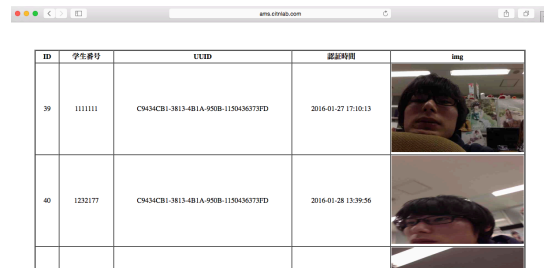 ams.citnlab.com
ID 学生番号 UUID 認証時間 img
39 1111111 C9434CB1-3813-4B1A-950B-1150436373FD 2016-01-27 17:10:13
40 1232177 C9434CB1-3813-4B1A-950B-1150436373FD 2016-01-28 13:39:56